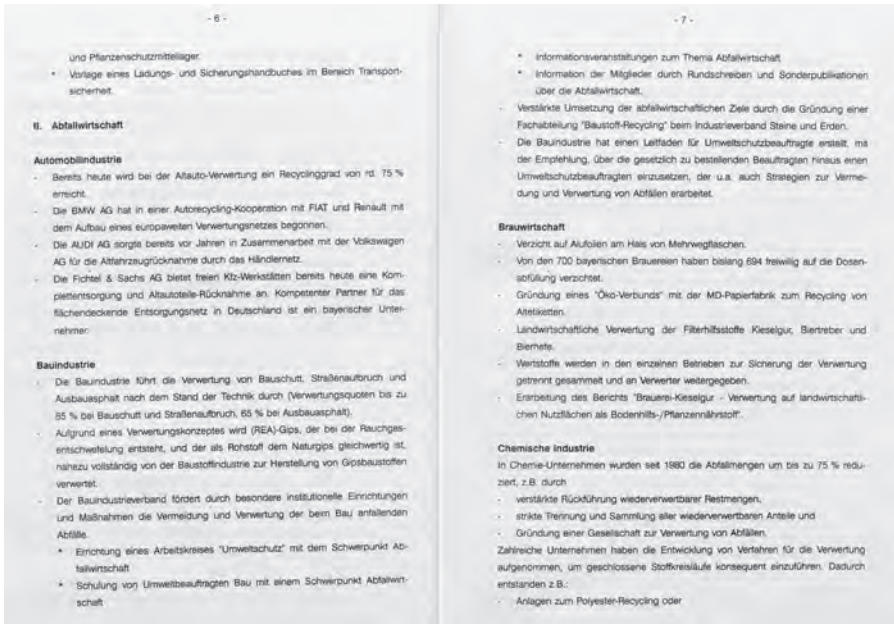 - 6 -
und Pflanzenschutzmittellager.
* Vorlage eines Ladungs- und Sicherungshandbuches im Bereich Transport-
sicherheit.
II. Abfallwirtschaft
Automobilindustrie
- Bereits heute wird bei der Altauto-Verwertung ein Recyclinggrad von rd. 75 %
erreicht.
- Die BMW AG hat in einer Autorecycling-Kooperation mit FIAT und Renault mit
dem Aufbau eines europaweiten Verwertungsnetzes begonnen.
- Die AUDI AG sorgte bereits vor Jahren in Zusammenarbeit mit der Volkswagen
AG für die Altfahrzeugrücknahme durch das Händlernetz.
- Die Fichtel & Sachs AG bietet freien Kfz-Werkstätten bereits heute eine Kom-
plettentsorgung und Altautoteile-Rücknahme an. Kompetenter Partner für das
flächendeckende Entsorgungsnetz in Deutschland ist ein bayerischer Unter-
nehmer.
Bauindustrie
- Die Bauindustrie führt die Verwertung von Bauschutt, Straßenaufbruch und
Ausbauasphalt nach dem Stand der Technik durch (Verwertungsquoten bis zu
85 % bei Bauschutt und Straßenaufbruch, 65 % bei Ausbauasphalt).
- Aufgrund eines Verwertungskonzeptes wird (REA)-Gips, der bei der Rauchgas-
entschwefelung entsteht, und der als Rohstoff dem Naturgips gleichwertig ist,
nahezu vollständig von der Baustoffindustrie zur Herstellung von Gipsbaustoffen
verwertet.
- Der Bauindustrieverband fördert durch besondere institutionelle Einrichtungen
und Maßnahmen die Vermeidung und Verwertung der beim Bau anfallenden
Abfälle.
* Errichtung eines Arbeitskreises "Umweltschutz" mit dem Schwerpunkt Ab-
fallwirtschaft
* Schulung von Umweltbeauftragten Bau mit einem Schwerpunkt Abfallwirt-
schaft
- 7 -
* Informationsveranstaltungen zum Thema Abfallwirtschaft
* Information der Mitglieder durch Rundschreiben und Sonderpublikationen
über die Abfallwirtschaft.
- Verstärkte Umsetzung der abfallwirtschaftlichen Ziele durch die Gründung einer
Fachabteilung "Baustoff-Recycling" beim Industrieverband Steine und Erden.
- Die Bauindustrie hat einen Leitfaden für Umweltschutzbeauftragte erstellt, mit
der Empfehlung, über die gesetzlich zu bestellenden Beauftragten hinaus einen
Umweltschutzbeauftragten einzusetzen, der u.a. auch Strategien zur Vermei-
dung und Verwertung von Abfällen erarbeitet.
Brauwirtschaft
- Verzicht auf Alufolien am Hals von Mehrwegflaschen.
- Von den 700 bayerischen Brauereien haben bislang 694 freiwillig auf die Dosen-
abfüllung verzichtet.
- Gründung eines "Öko-Verbunds" mit der MD-Papierfabrik zum Recycling von
Altetiketten.
- Landwirtschaftliche Verwertung der Filterhilfsstoffe Kieselgur, Biertreber und
Bierhefe.
- Wertstoffe werden in den einzelnen Betrieben zur Sicherung der Verwertung
getrennt gesammelt und an Verwerter weitergegeben.
- Erarbeitung des Berichts "Brauerei-Kieselgur - Verwertung auf landwirtschaftli-
chen Nutzflächen als Bodenhilfs-/Pflanzennährstoff".
Chemische Industrie
In Chemie-Unternehmen wurden seit 1980 die Abfallmengen um bis zu 75 % redu-
ziert, z.B. durch
- verstärkte Rückführung wiederverwertbarer Restmengen,
- strikte Trennung und Sammlung aller wiederverwertbaren Anteile und
- Gründung einer Gesellschaft zur Verwertung von Abfällen.
Zahlreiche Unternehmen haben die Entwicklung von Verfahren für die Verwertung
aufgenommen, um geschlossene Stoffkreisläufe konsequent einzuführen. Dadurch
entstanden z.B.:
- Anlagen zum Polyester-Recycling oder